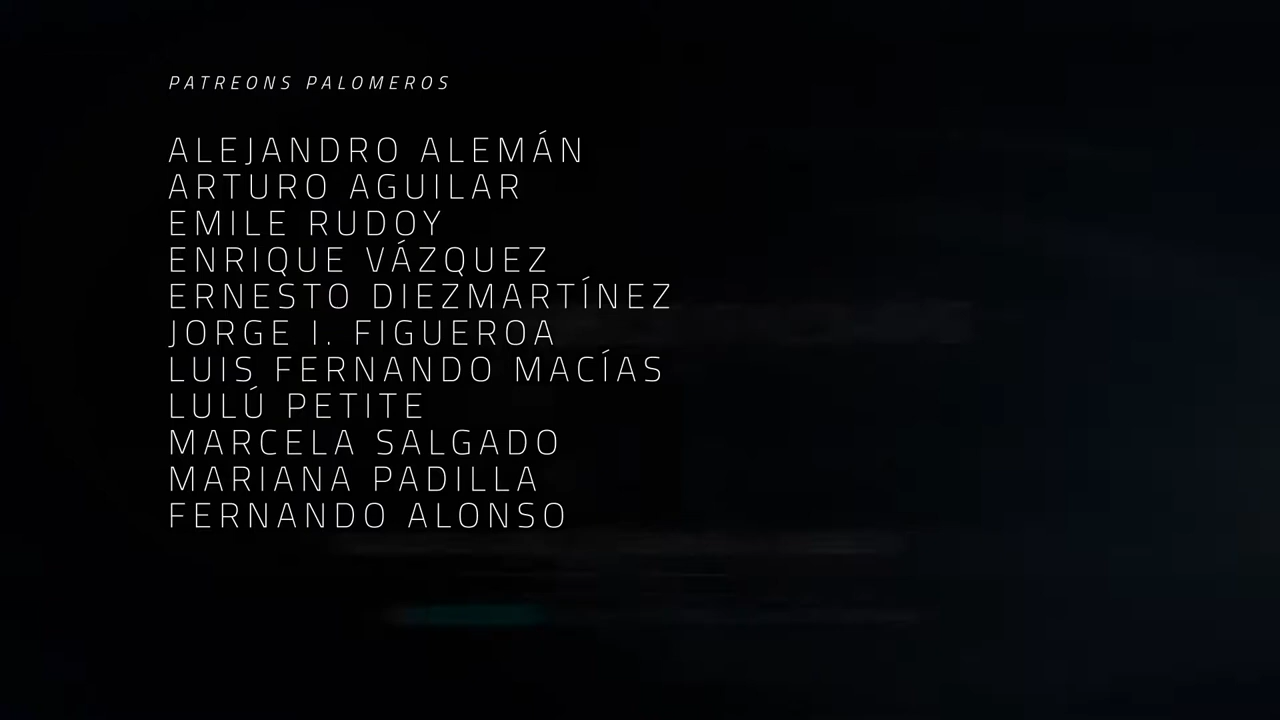 PATREONS PALOMEROS
ALEJANDRO ALEMÁN
ARTURO AGUILAR
EMILE RUDOY
ENRIQUE VÁZQUEZ
ERNESTO DIEZMARTÍNEZ
JORGE I. FIGUEROA
LUIS FERNANDO MACÍAS
LULÚ PETITE
MARCELA SALGADO
MARIANA PADILLA
FERNANDO ALONSO